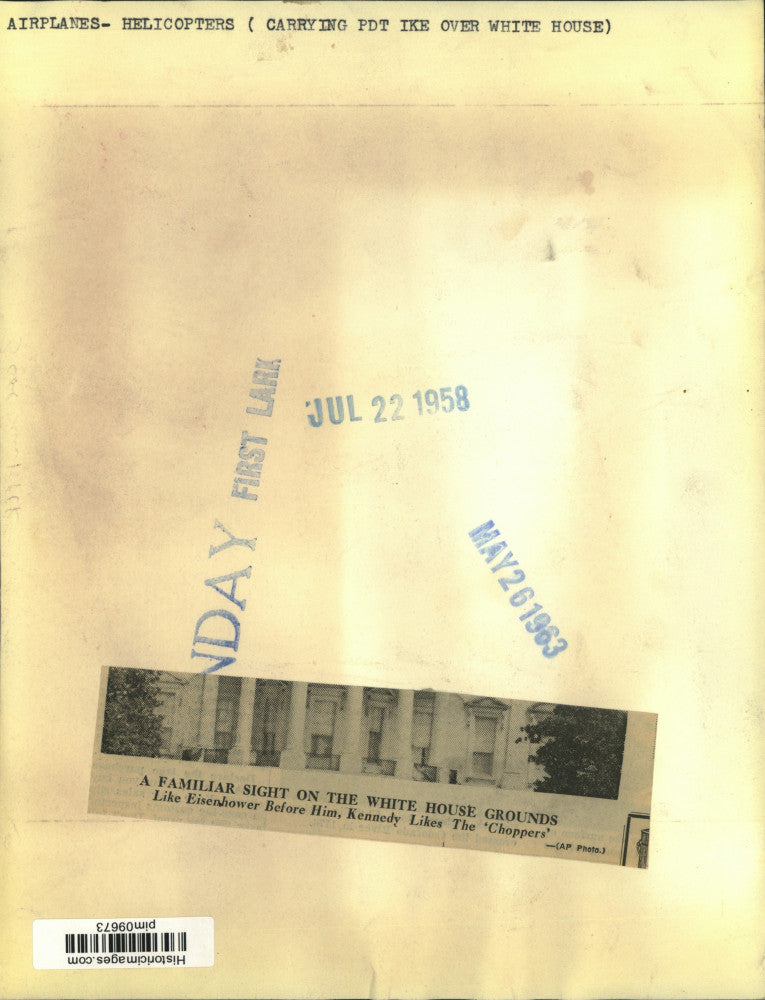 AIRPLANES- HELICOPTERS ( CARRYING PDT IKE OVER WHITE HOUSE)
JUL 22 1958
NDAY FIRST LARK
MAY 26 1963
A FAMILIAR SIGHT ON THE WHITE HOUSE GROUNDS
Like Eisenhower Before Him, Kennedy Likes The 'Choppers'
—(AP Photo.)
Historicimages.com
pim09673